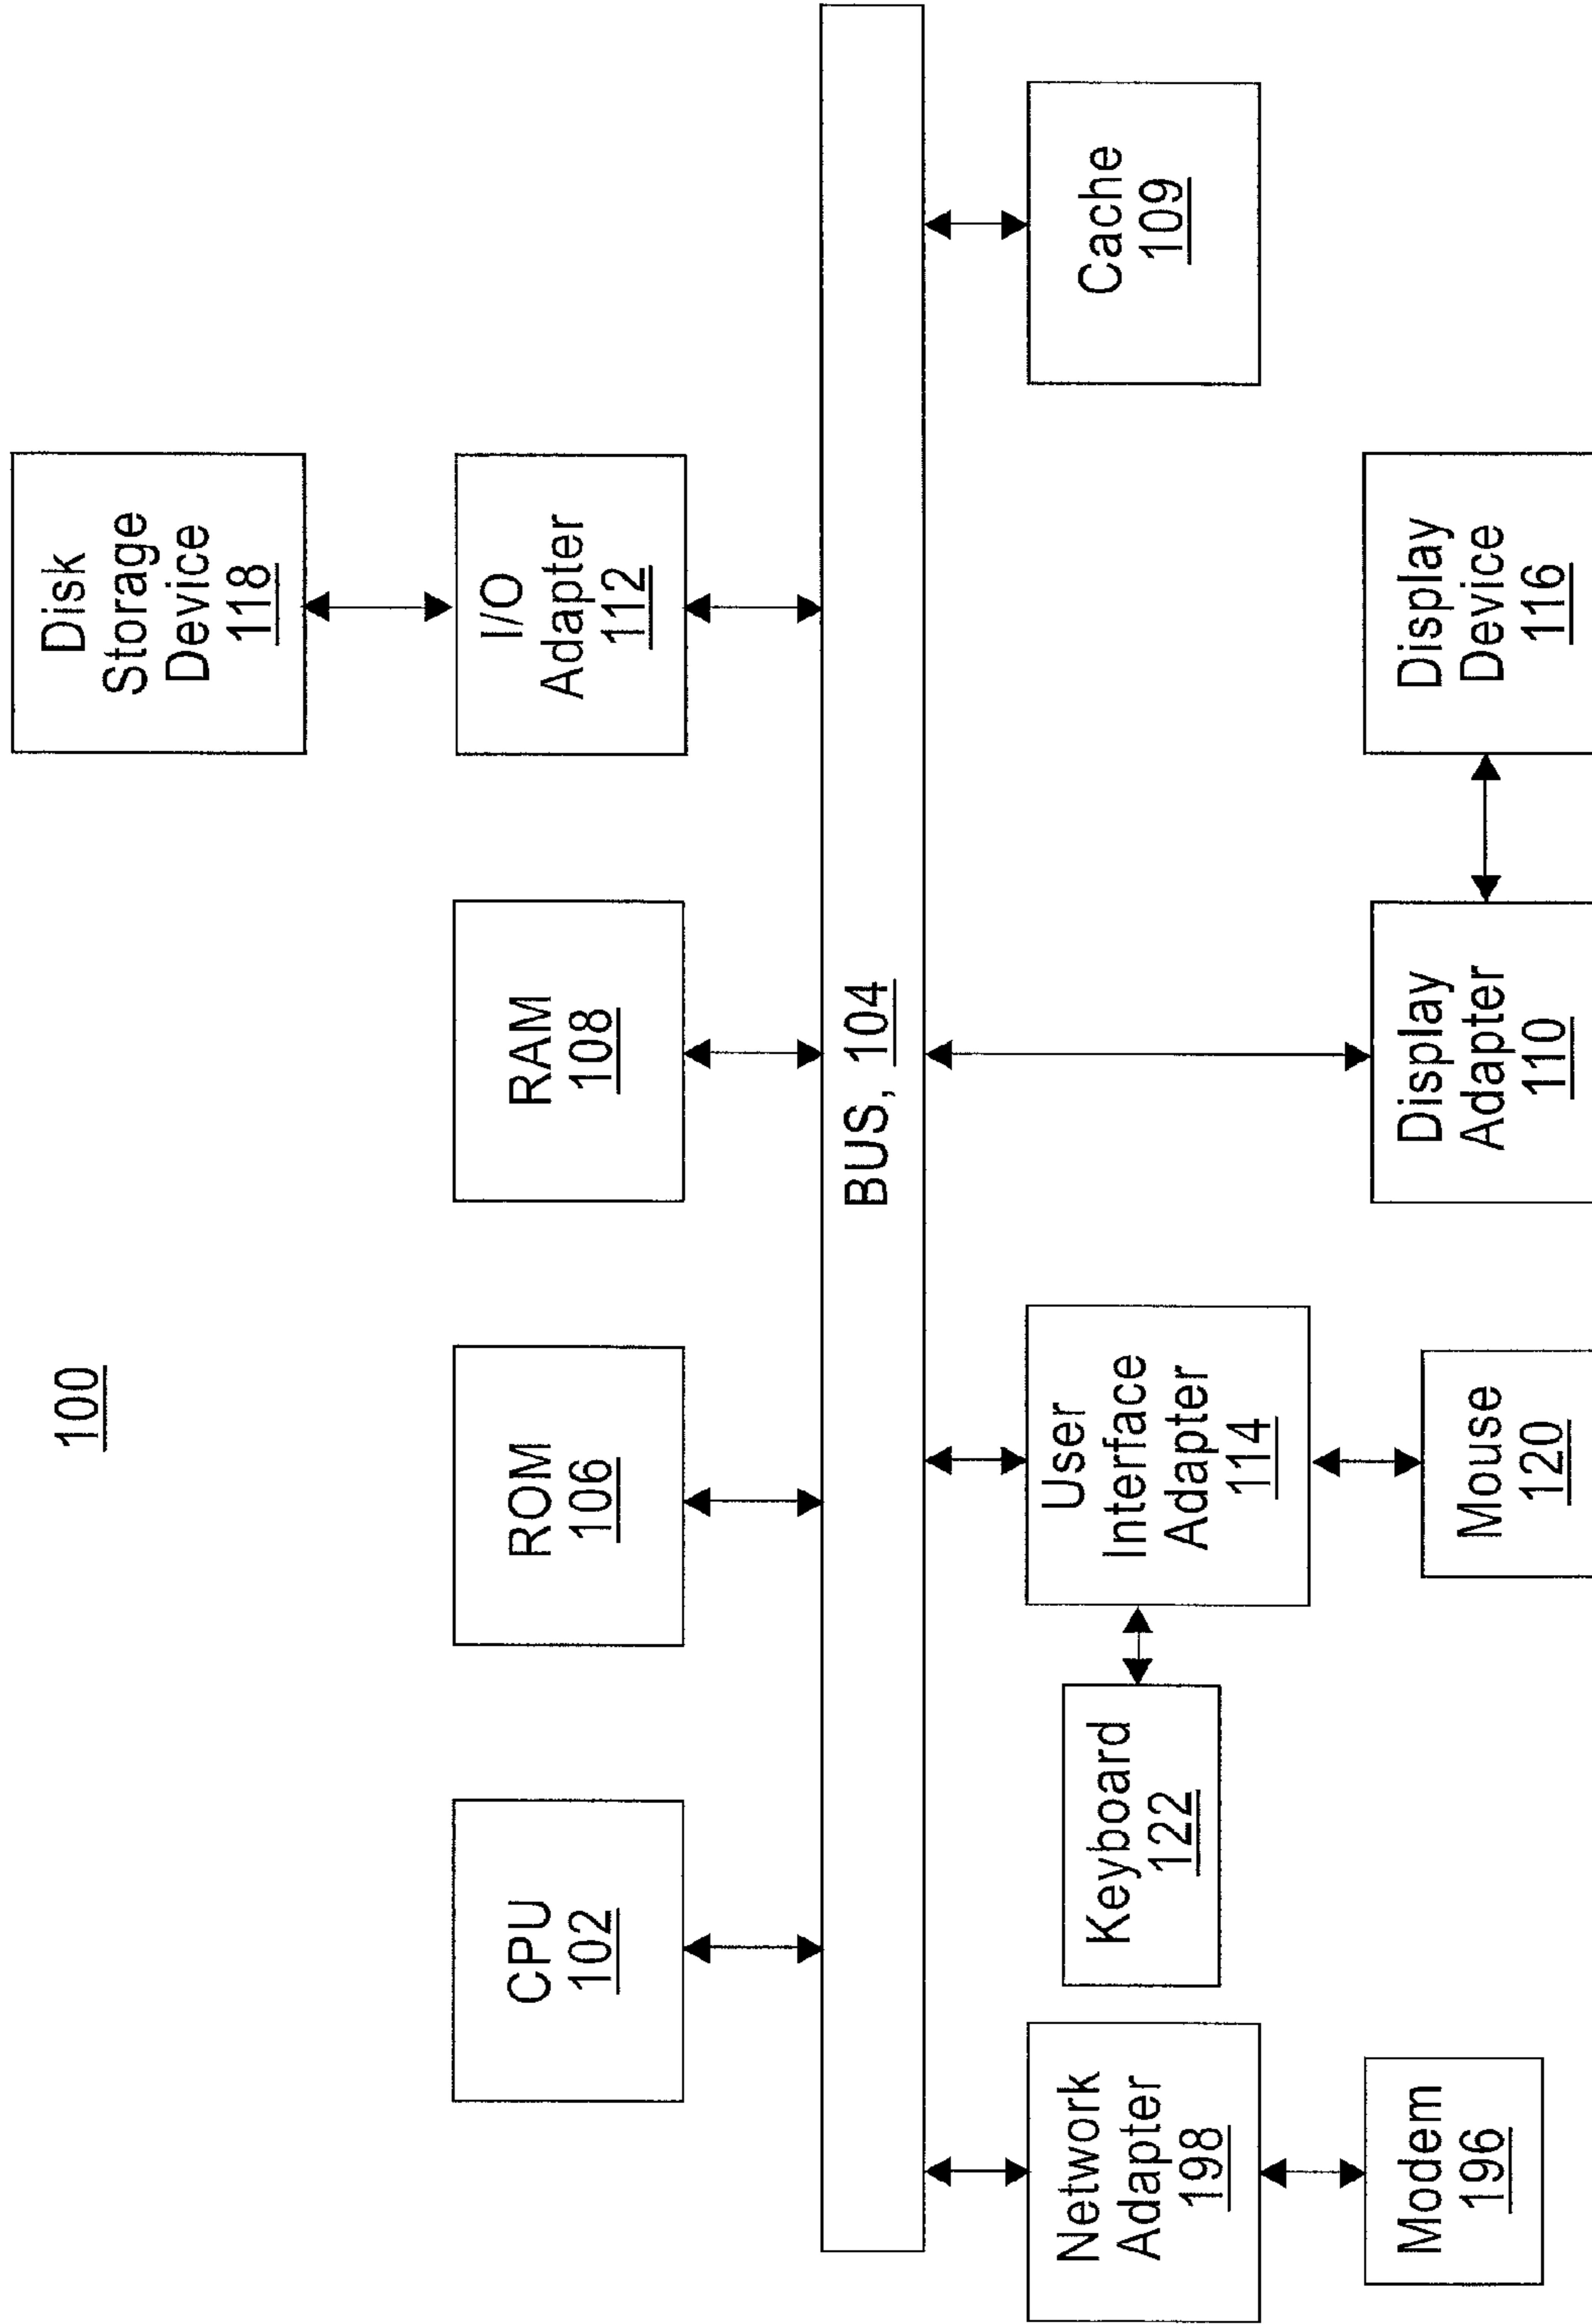 100
Disk
Storage
Device
118
CPU
102
ROM
106
RAM
108
I/O
Adapter
112
BUS, 104
Network
Adapter
198
User
Interface
Adapter
114
Cache
109
Keyboard
122
Modem
196
Mouse
120
Display
Adapter
110
Display
Device
116